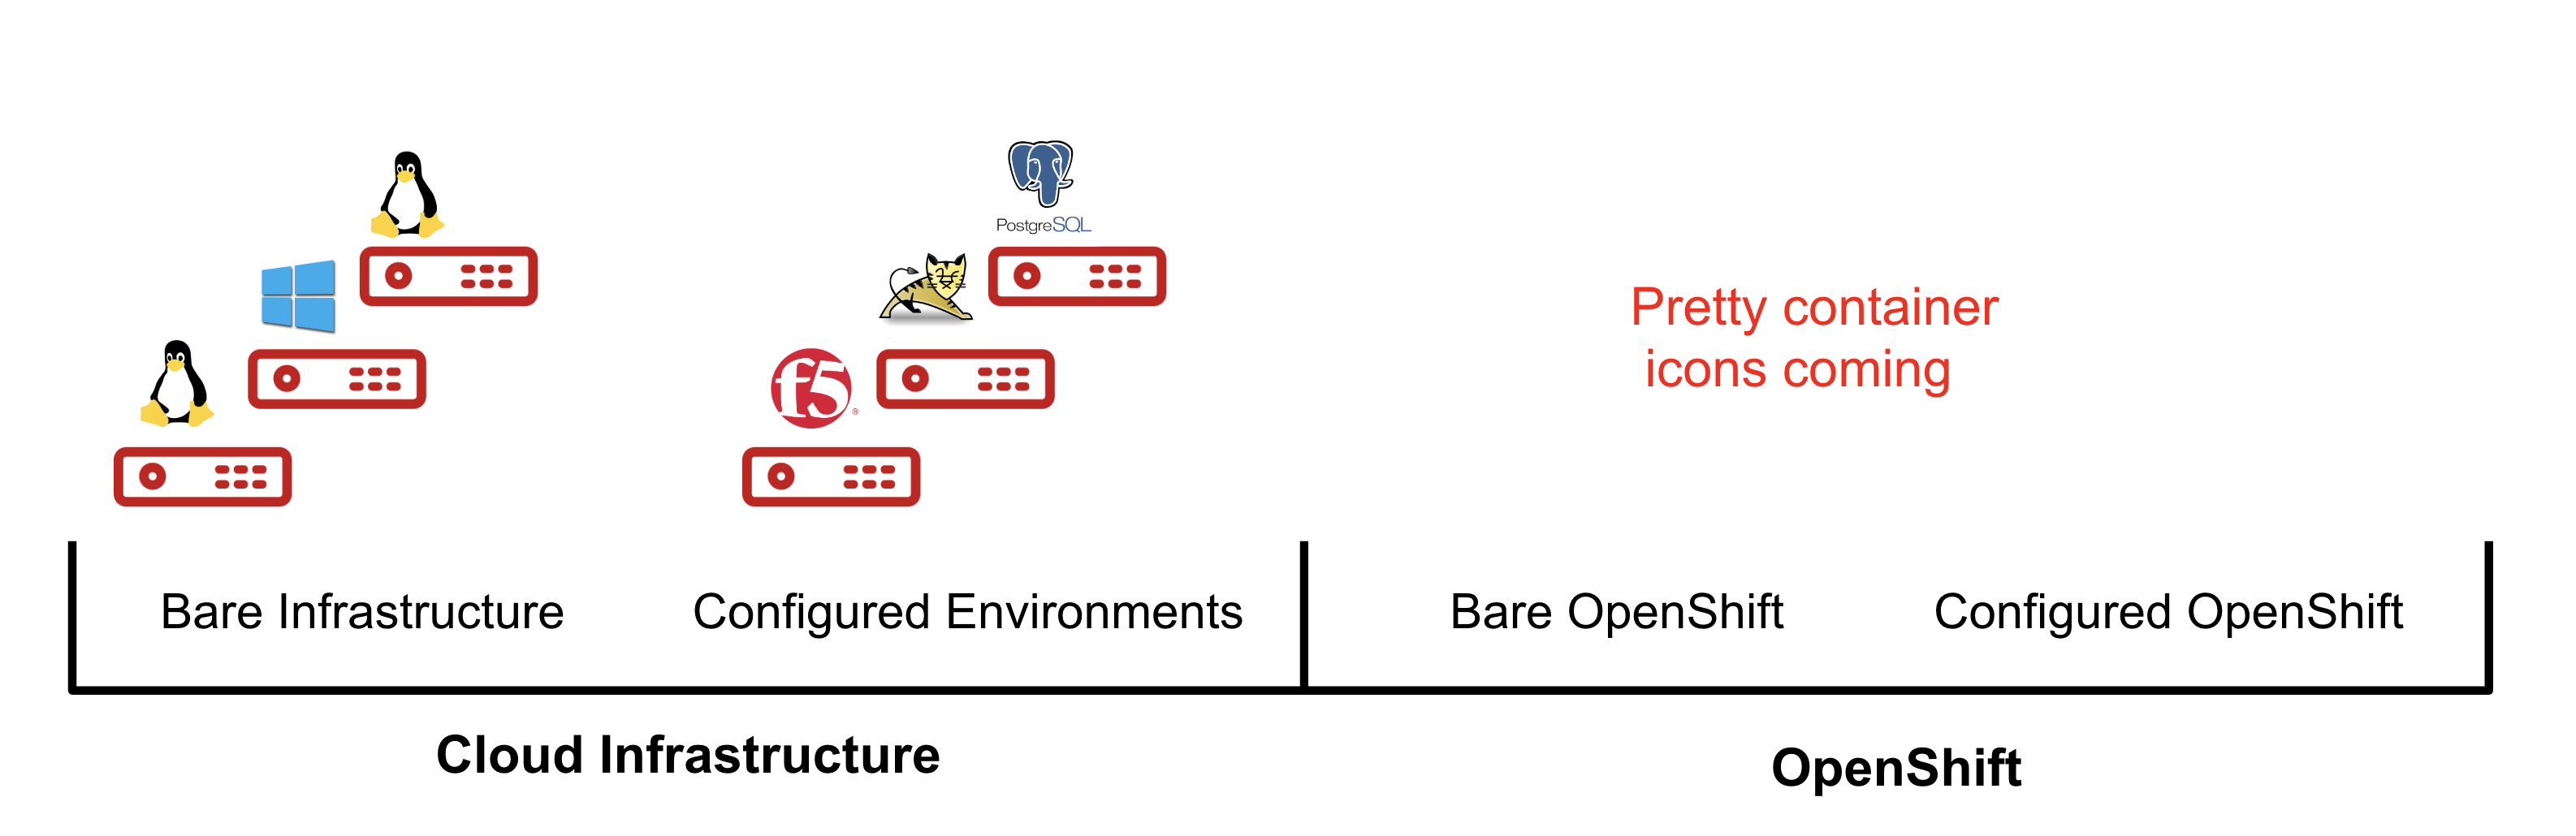 PostgreSQL
f5
®
Pretty container
icons coming
Bare Infrastructure
Configured Environments
Bare OpenShift
Configured OpenShift
Cloud Infrastructure
OpenShift